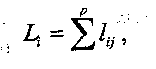 , L_i = \sum^{p} l_{ij} ,